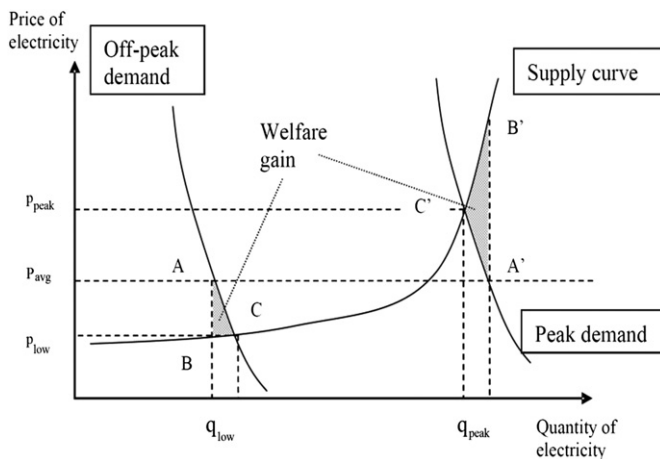 Price of
electricity
Off-peak
demand
Supply curve
Welfare
gain
B'
P_peak
C'
P_avg
A
A'
C
P_low
B
Peak demand
q_low
q_peak
Quantity of
electricity